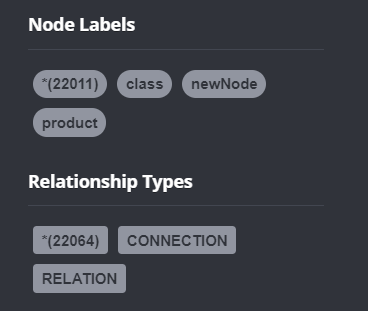 Node Labels
*(22011) class newNode
product
Relationship Types
*(22064) CONNECTION
RELATION